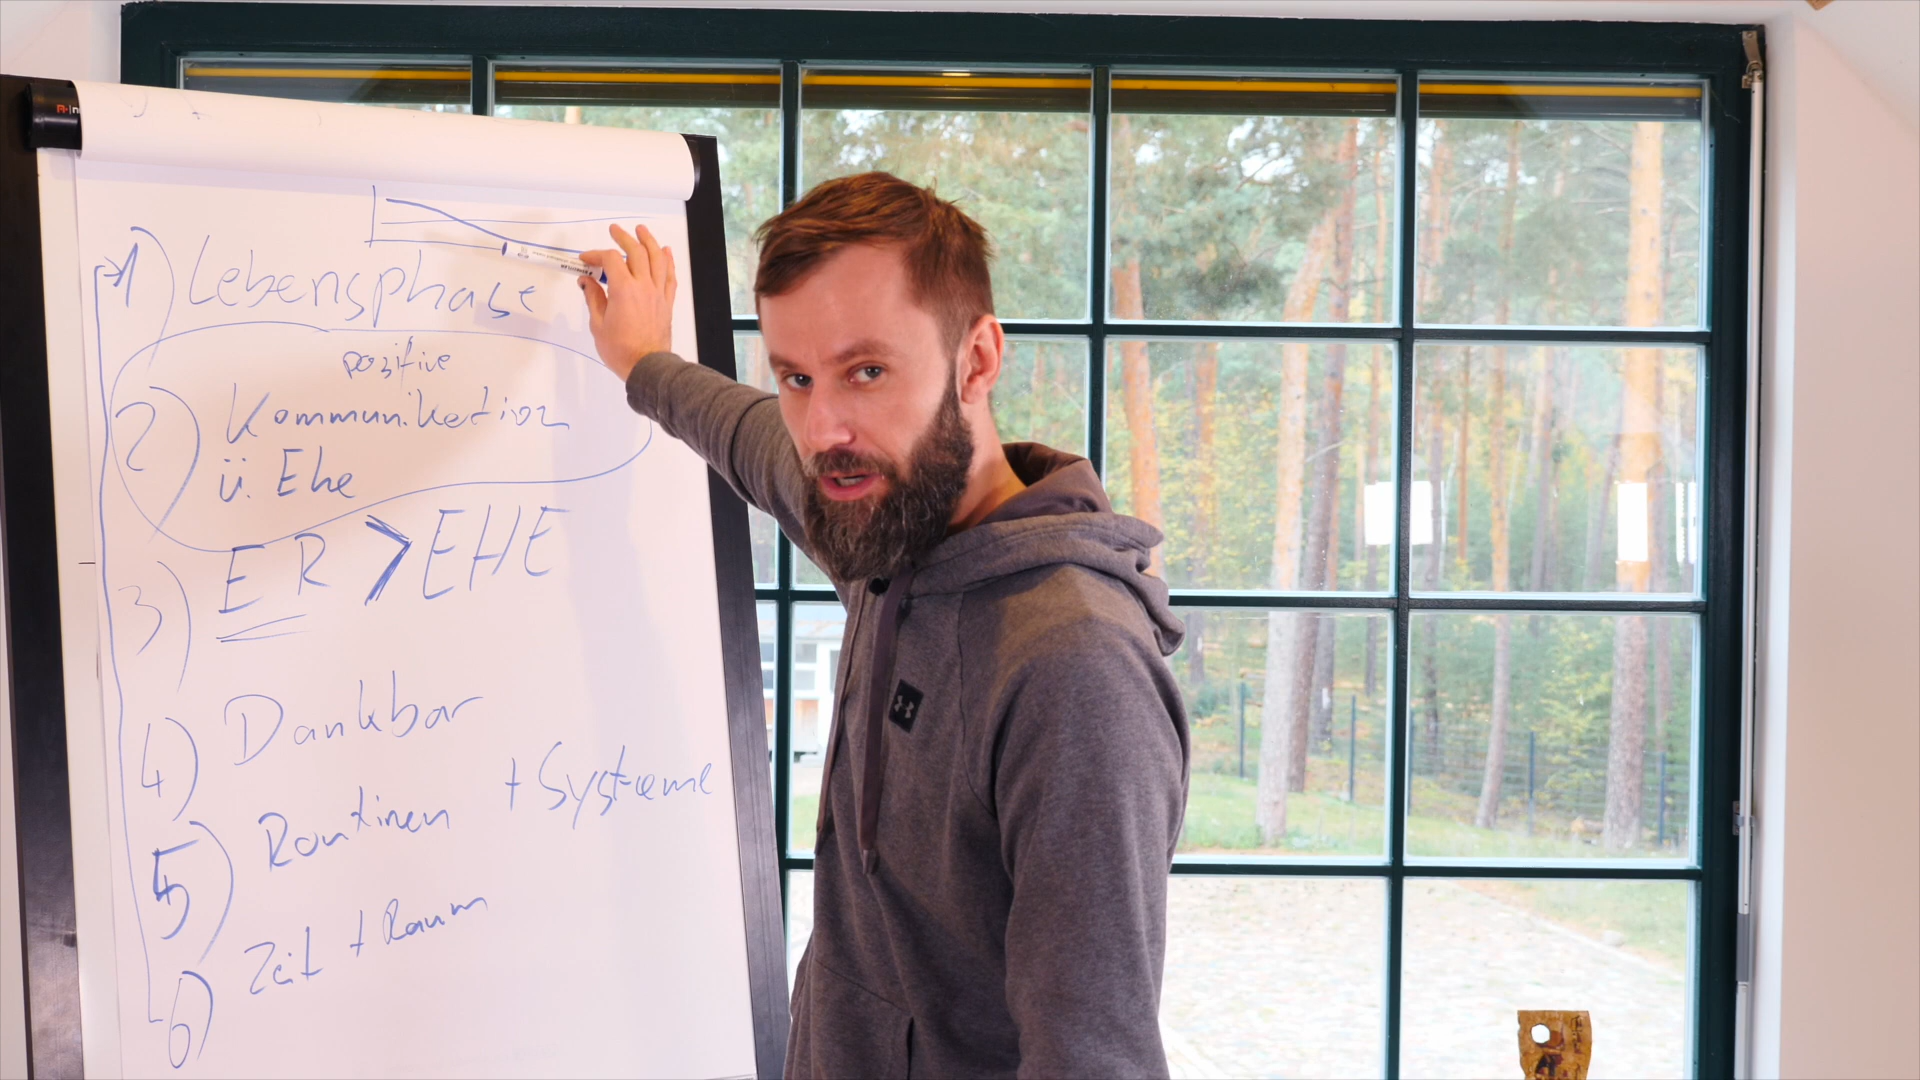 1) Lebensphase
positive
2) Kommunikation
ü. Ehe
3) ER > EHE
4) Dankbar
5) Routinen + Systeme
6) Zeit + Raum